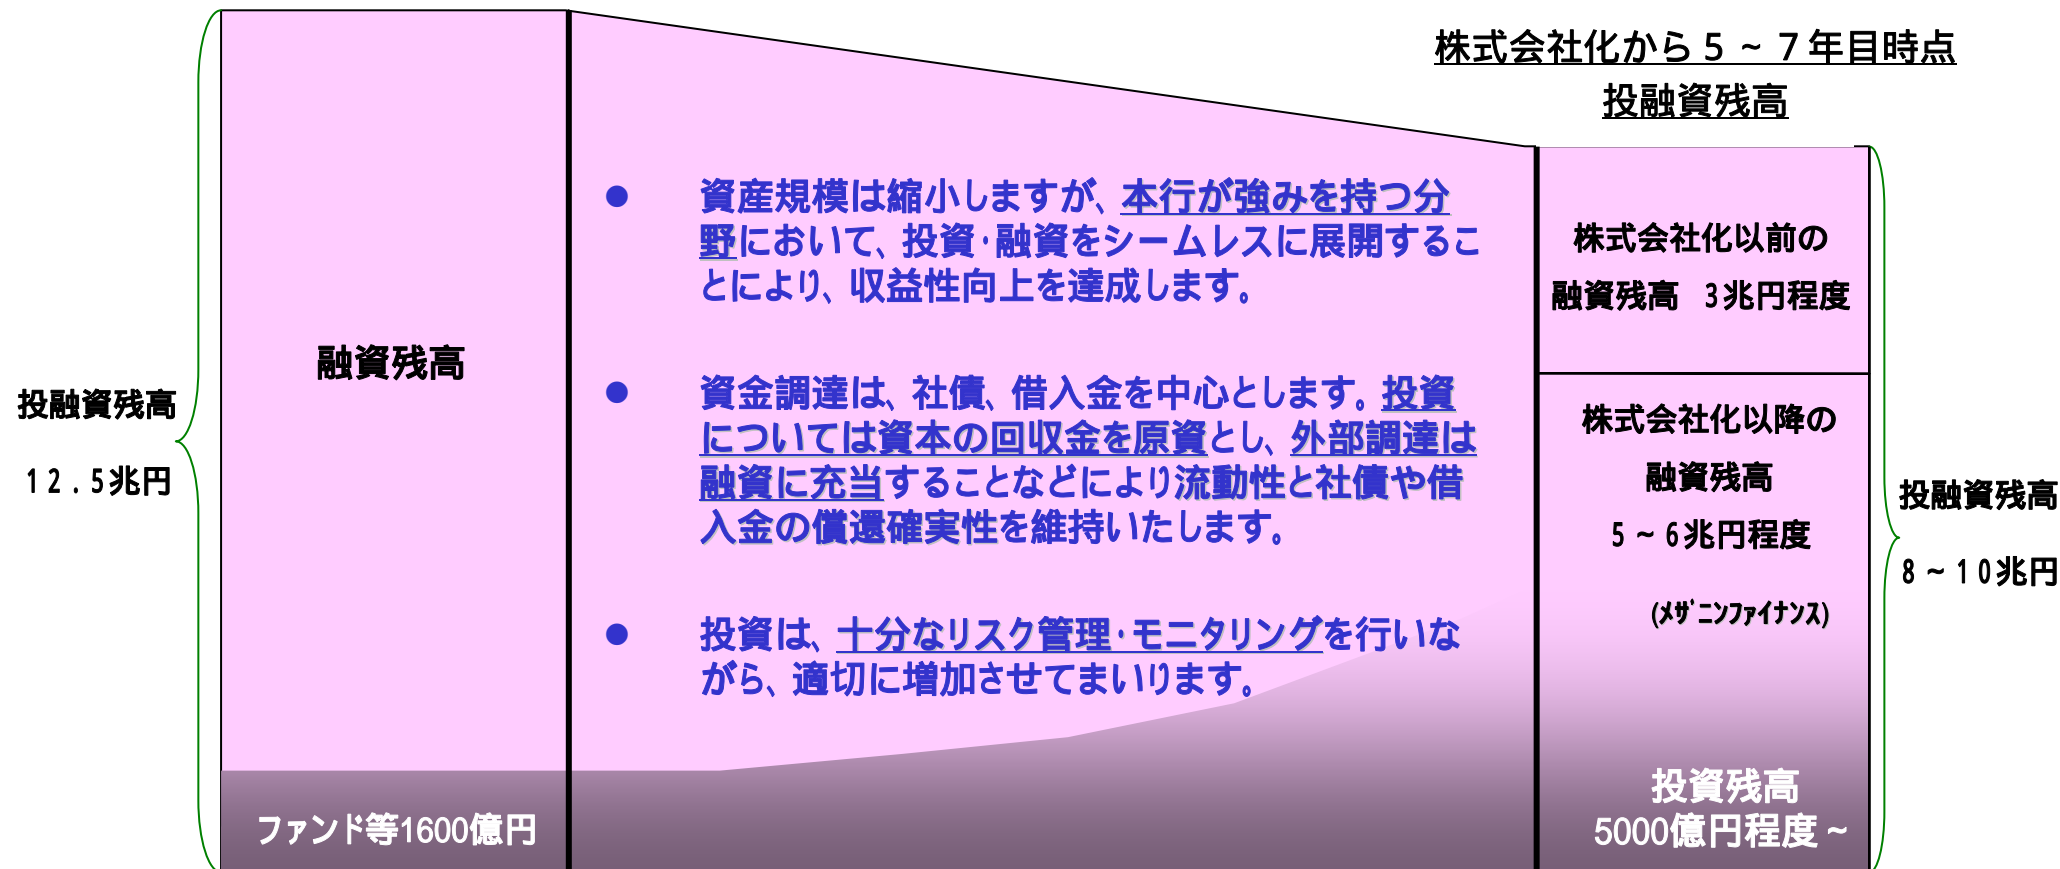 株式会社化から５～７年目時点
投融資残高
融資残高
投融資残高
１２．５兆円
ファンド等1600億円
● 資産規模は縮小しますが、本行が強みを持つ分
野において、投資・融資をシームレスに展開するこ
とにより、収益性向上を達成します。
● 資金調達は、社債、借入金を中心とします。投資
については資本の回収金を原資とし、外部調達は
融資に充当することなどにより流動性と社債や借
入金の償還確実性を維持いたします。
● 投資は、十分なリスク管理・モニタリングを行いな
がら、適切に増加させてまいります。
株式会社化以前の
融資残高 ３兆円程度
株式会社化以降の
融資残高
５～６兆円程度
(ﾒｻﾞﾆﾝﾌｧｲﾅﾝｽ)
投資残高
5000億円程度～
投融資残高
８～１０兆円